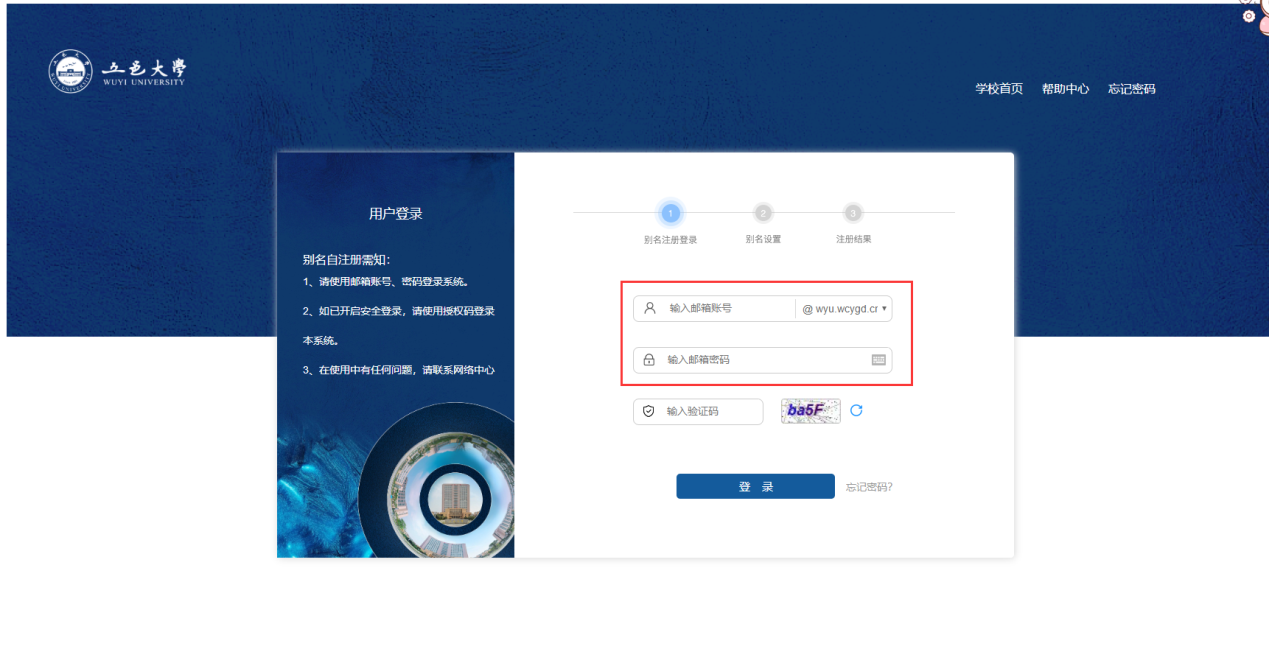 五邑大學
WUYI UNIVERSITY
学校首页 帮助中心 忘记密码
用户登录
别名自注册需知：
1、请使用邮箱账号、密码登录系统。
2、如已开启安全登录，请使用授权码登录
本系统。
3、在使用中有任何问题，请联系网络中心
1 2 3
别名注册登录 别名设置 注册结果
输入邮箱账号 @ wyu.wcygd.cr
输入邮箱密码
输入验证码 ba5F
登 录 忘记密码?